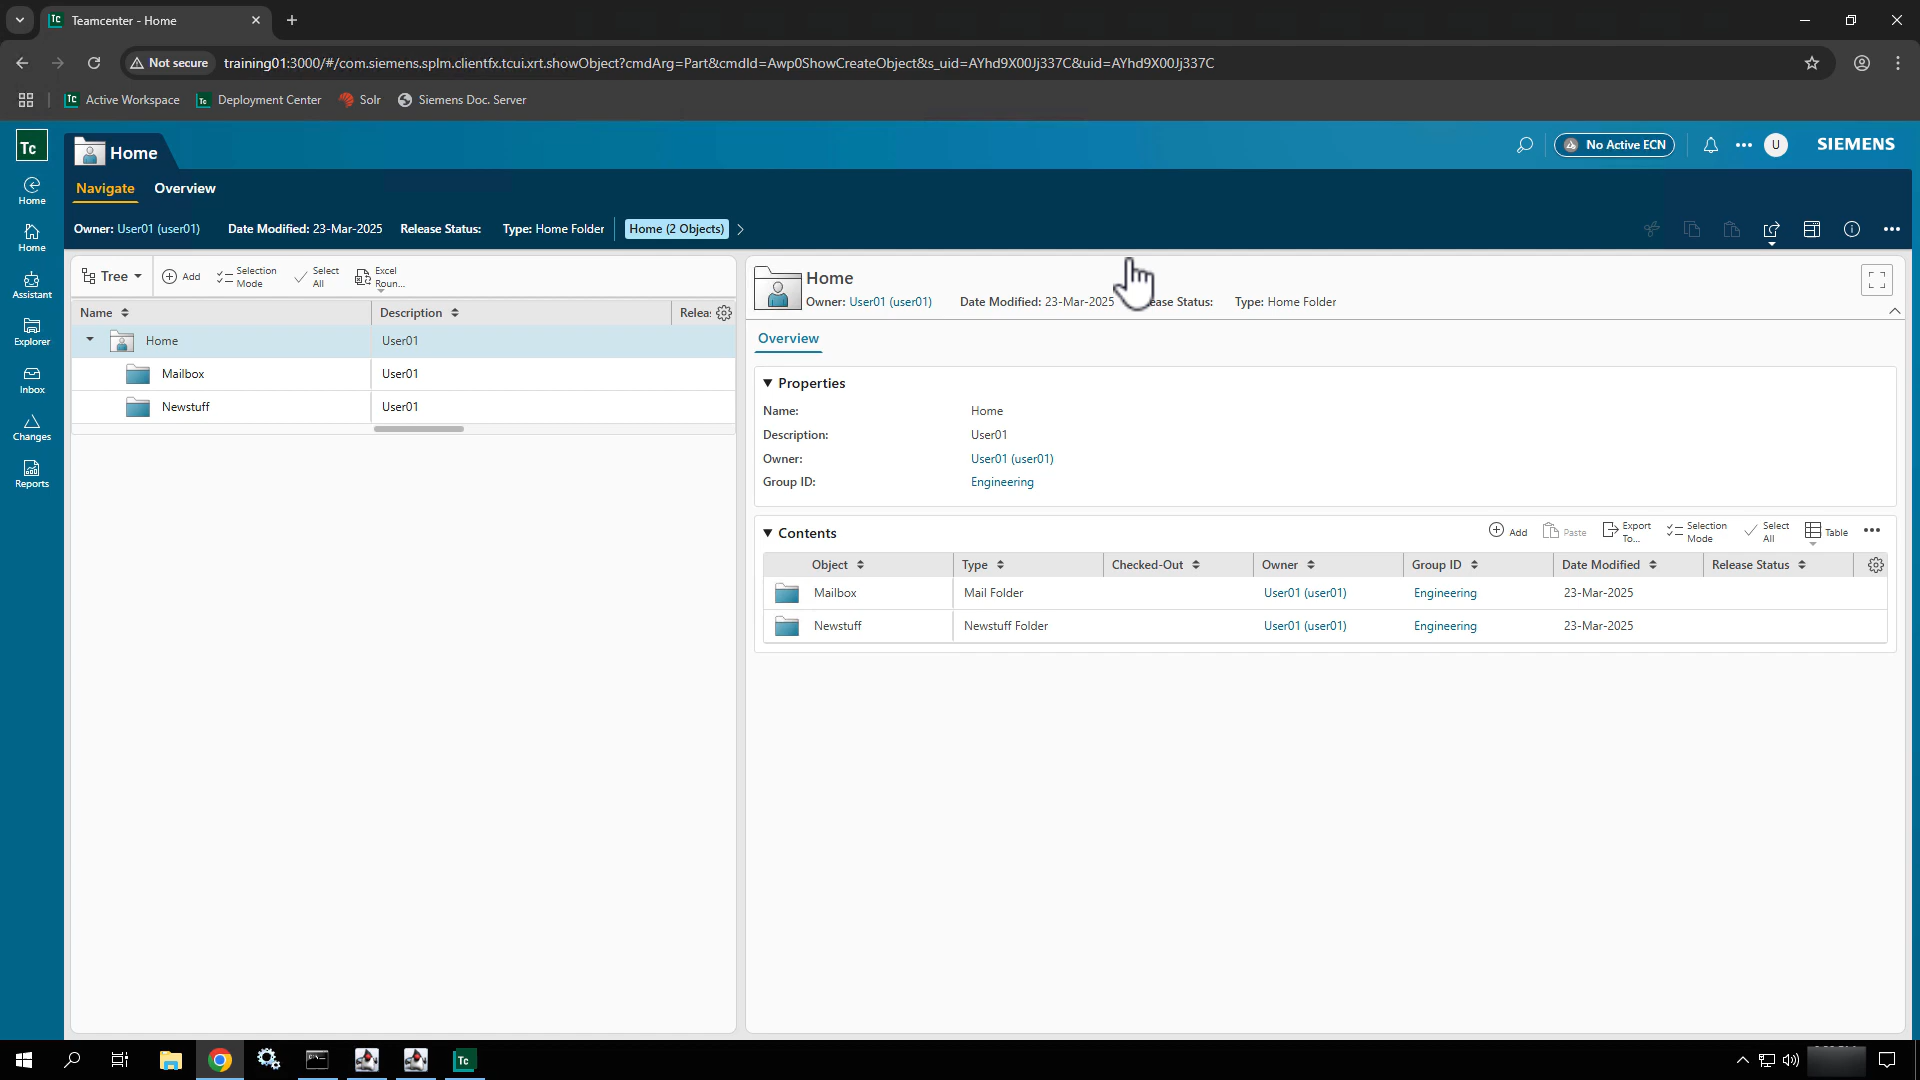 Tc Teamcenter - Home
Not secure training01:3000/#/com.siemens.splm.clientfx.tcui.xrt.showObject?cmdArg=Part&cmdId=Awp0ShowCreateObject&s_uid=AYhd9X00Jj337C&uid=AYhd9X00Jj337C
Tc Active Workspace Tc Deployment Center Solr Siemens Doc. Server
Tc Home No Active ECN U SIEMENS
Navigate Overview
Owner: User01 (user01) Date Modified: 23-Mar-2025 Release Status: Type: Home Folder Home (2 Objects)
Home
Home
Assistant
Explorer
Inbox
Changes
Reports
Tree Add Selection Mode Select All Excel Roun...
Name Description Relea
Home User01
Mailbox User01
Newstuff User01
Home
Owner: User01 (user01) Date Modified: 23-Mar-2025 ease Status: Type: Home Folder
Overview
Properties
Name: Home
Description: User01
Owner: User01 (user01)
Group ID: Engineering
Contents Add Paste Export To... Selection Mode Select All Table
Object Type Checked-Out Owner Group ID Date Modified Release Status
Mailbox Mail Folder User01 (user01) Engineering 23-Mar-2025
Newstuff Newstuff Folder User01 (user01) Engineering 23-Mar-2025
Tc